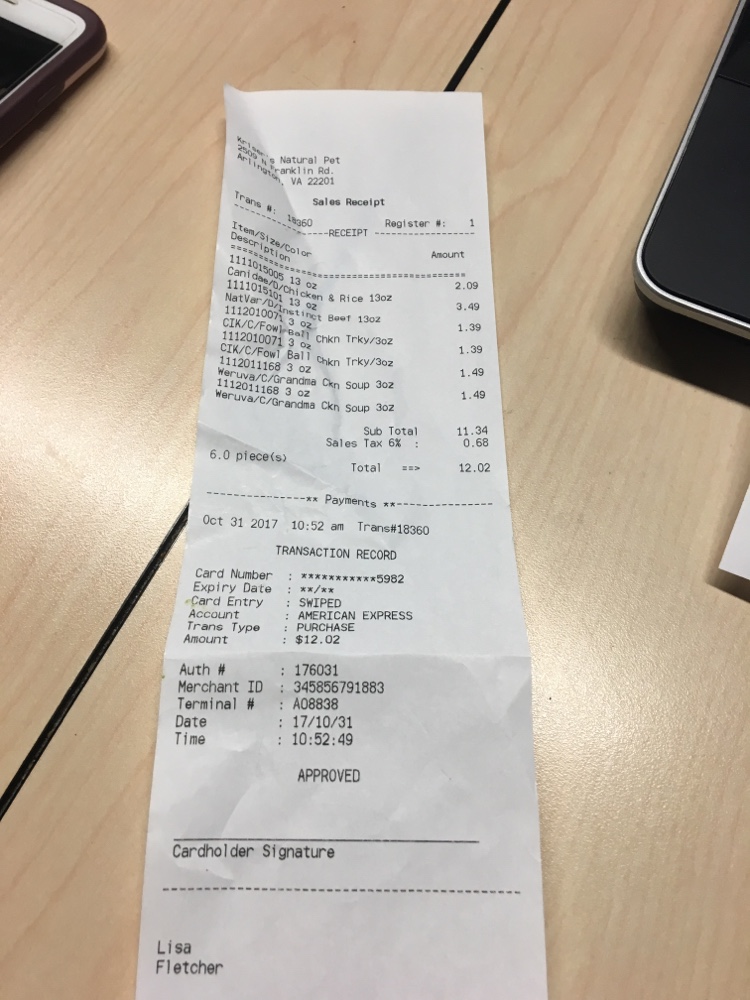 Kriser's Natural Pet
2509 N Franklin Rd.
Arlington, VA 22201
Sales Receipt
Trans #: 18360 Register #: 1
---------------RECEIPT ---------------
Item/Size/Color
Description Amount
========================================
1111015005 13 oz 2.09
Canidae/D/Chicken & Rice 13oz
1111015101 13 oz 3.49
NatVar/D/Instinct Beef 13oz
1112010071 3 oz 1.39
CIK/C/Fowl Ball Chkn Trky/3oz
1112010071 3 oz 1.39
CIK/C/Fowl Ball Chkn Trky/3oz
1112011168 3 oz 1.49
Weruva/C/Grandma Ckn Soup 3oz
1112011168 3 oz 1.49
Weruva/C/Grandma Ckn Soup 3oz
Sub Total 11.34
Sales Tax 6% : 0.68
6.0 piece(s)
Total ==> 12.02
---------------** Payments **---------------
Oct 31 2017 10:52 am Trans#18360
TRANSACTION RECORD
Card Number : ***********5982
Expiry Date : **/**
Card Entry : SWIPED
Account : AMERICAN EXPRESS
Trans Type : PURCHASE
Amount : $12.02
Auth # : 176031
Merchant ID : 345856791883
Terminal # : A08838
Date : 17/10/31
Time : 10:52:49
APPROVED
Cardholder Signature
----------------------------------------
Lisa
Fletcher